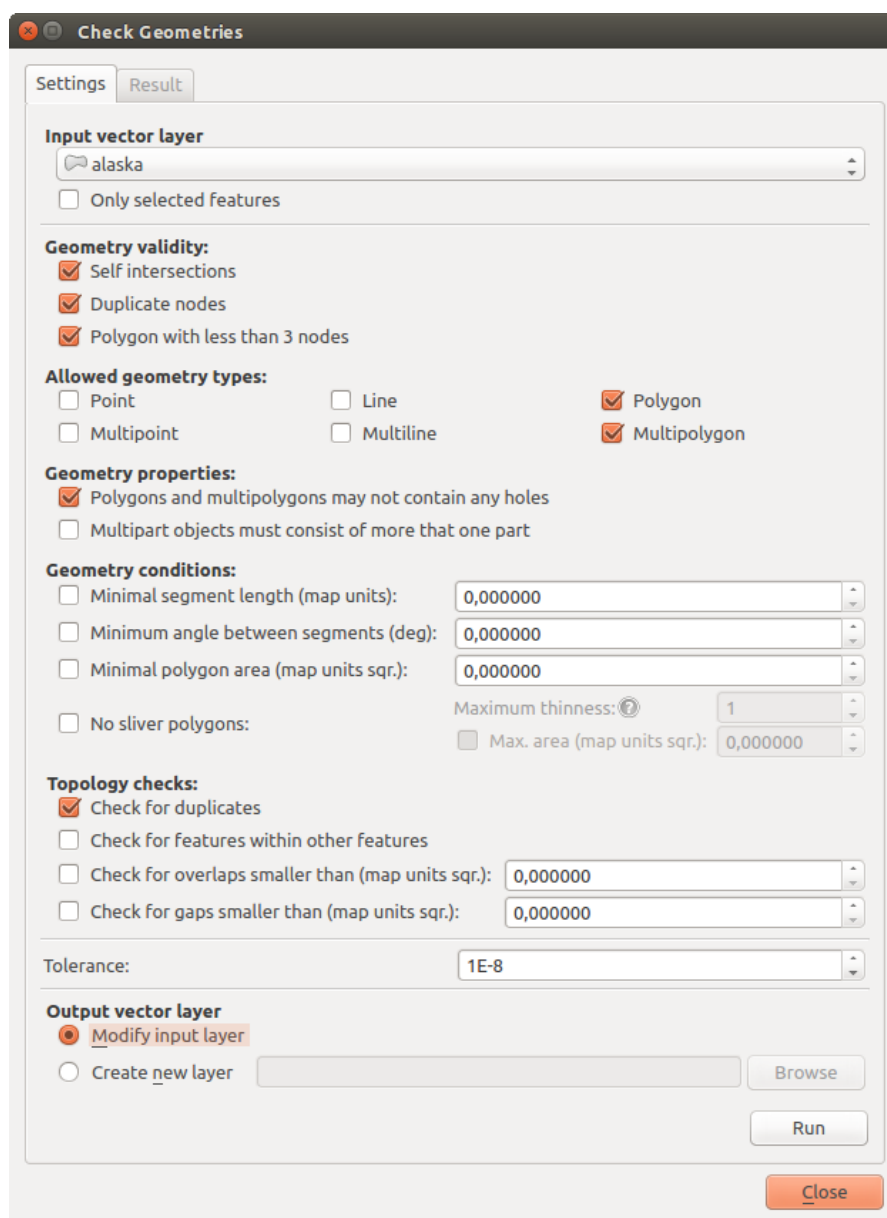 Check Geometries
Settings Result
Input vector layer
alaska
Only selected features
Geometry validity:
Self intersections
Duplicate nodes
Polygon with less than 3 nodes
Allowed geometry types:
Point Line Polygon
Multipoint Multiline Multipolygon
Geometry properties:
Polygons and multipolygons may not contain any holes
Multipart objects must consist of more that one part
Geometry conditions:
Minimal segment length (map units): 0,000000
Minimum angle between segments (deg): 0,000000
Minimal polygon area (map units sqr.): 0,000000
No sliver polygons: Maximum thinness: ? 1
Max. area (map units sqr.): 0,000000
Topology checks:
Check for duplicates
Check for features within other features
Check for overlaps smaller than (map units sqr.): 0,000000
Check for gaps smaller than (map units sqr.): 0,000000
Tolerance: 1E-8
Output vector layer
Modify input layer
Create new layer Browse
Run
Close